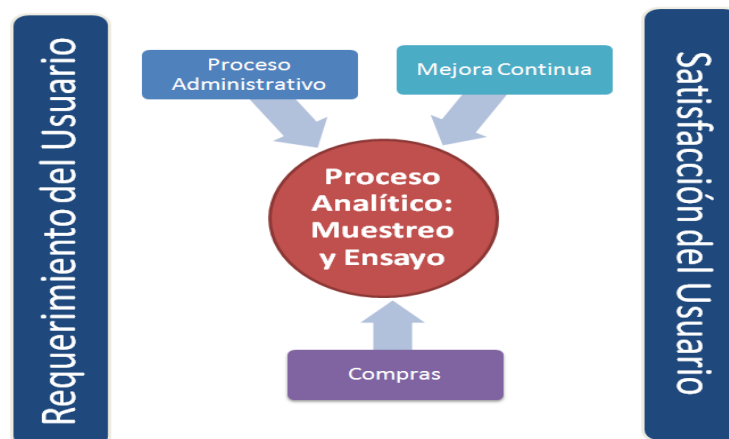 Requerimiento del Usuario
Proceso
Administrativo
Mejora Continua
Proceso
Analítico:
Muestreo
y Ensayo
Compras
Satisfacción del Usuario